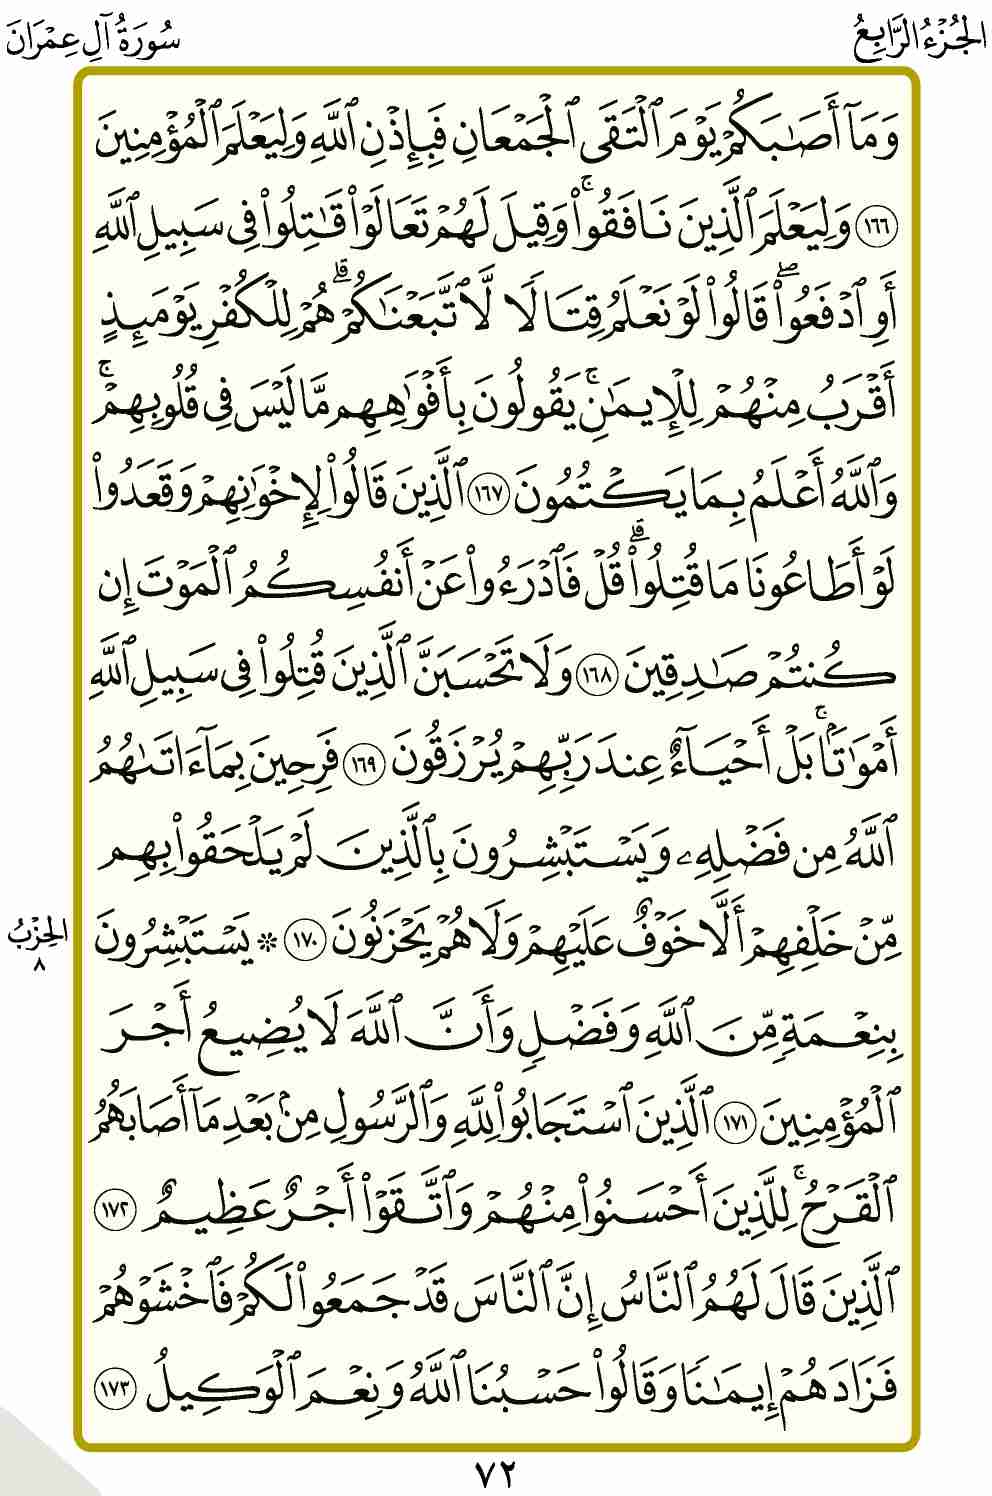 الجُزْءُ الرَّابِعُ
سُورَةُ آلِ عِمْرَانَ
وَمَآ أَصَٰبَكُمْ يَوْمَ ٱلْتَقَى ٱلْجَمْعَانِ فَبِإِذْنِ ٱللَّهِ وَلِيَعْلَمَ ٱلْمُؤْمِنِينَ
١٦٦ وَلِيَعْلَمَ ٱلَّذِينَ نَافَقُوا۟ۚ وَقِيلَ لَهُمْ تَعَالَوْا۟ قَٰتِلُوا۟ فِى سَبِيلِ ٱللَّهِ
أَوِ ٱدْفَعُوا۟ۖ قَالُوا۟ لَوْ نَعْلَمُ قِتَالًا لَّٱتَّبَعْنَٰكُمْۗ هُمْ لِلْكُفْرِ يَوْمَئِذٍ
أَقْرَبُ مِنْهُمْ لِلْإِيمَٰنِۚ يَقُولُونَ بِأَفْوَٰهِهِم مَّا لَيْسَ فِى قُلُوبِهِمْۚ
وَٱللَّهُ أَعْلَمُ بِمَا يَكْتُمُونَ ١٦٧ ٱلَّذِينَ قَالُوا۟ لِإِخْوَٰنِهِمْ وَقَعَدُوا۟
لَوْ أَطَاعُونَا مَا قُتِلُوا۟ۗ قُلْ فَٱدْرَءُوا۟ عَنْ أَنفُسِكُمُ ٱلْمَوْتَ إِن
كُنتُمْ صَٰدِقِينَ ١٦٨ وَلَا تَحْسَبَنَّ ٱلَّذِينَ قُتِلُوا۟ فِى سَبِيلِ ٱللَّهِ
أَمْوَٰتًۢاۚ بَلْ أَحْيَآءٌ عِندَ رَبِّهِمْ يُرْزَقُونَ ١٦٩ فَرِحِينَ بِمَآ ءَاتَىٰهُمُ
ٱللَّهُ مِن فَضْلِهِۦ وَيَسْتَبْشِرُونَ بِٱلَّذِينَ لَمْ يَلْحَقُوا۟ بِهِم
مِّنْ خَلْفِهِمْ أَلَّا خَوْفٌ عَلَيْهِمْ وَلَا هُمْ يَحْزَنُونَ ١٧٠ ۞ يَسْتَبْشِرُونَ
الحِزْبُ
٨
بِنِعْمَةٍ مِّنَ ٱللَّهِ وَفَضْلٍ وَأَنَّ ٱللَّهَ لَا يُضِيعُ أَجْرَ
ٱلْمُؤْمِنِينَ ١٧١ ٱلَّذِينَ ٱسْتَجَابُوا۟ لِلَّهِ وَٱلرَّسُولِ مِنۢ بَعْدِ مَآ أَصَابَهُمُ
ٱلْقَرْحُۚ لِلَّذِينَ أَحْسَنُوا۟ مِنْهُمْ وَٱتَّقَوْا۟ أَجْرٌ عَظِيمٌ ١٧٢
ٱلَّذِينَ قَالَ لَهُمُ ٱلنَّاسُ إِنَّ ٱلنَّاسَ قَدْ جَمَعُوا۟ لَكُمْ فَٱخْشَوْهُمْ
فَزَادَهُمْ إِيمَٰنًا وَقَالُوا۟ حَسْبُنَا ٱللَّهُ وَنِعْمَ ٱلْوَكِيلُ ١٧٣
٧٢